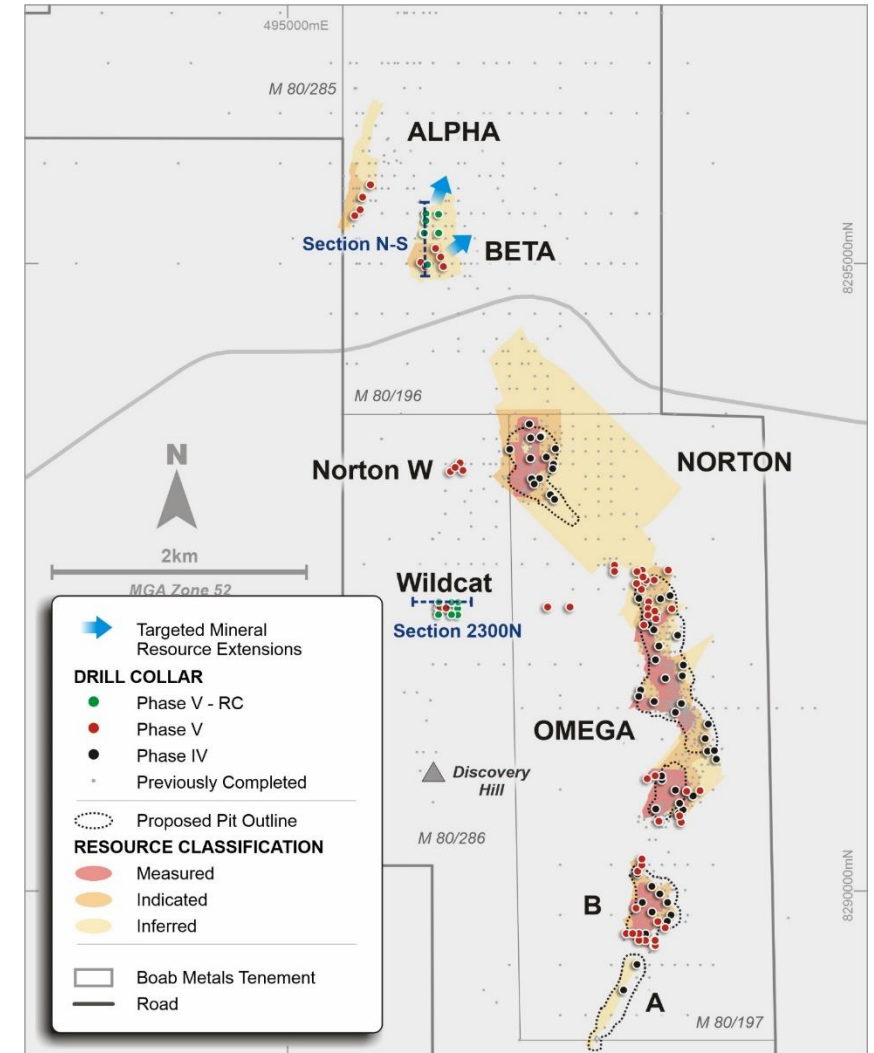 495000mE
M 80/285
ALPHA
Section N-S
BETA
8295000mN
M 80/196
Norton W
NORTON
N
2km
MGA Zone 52
Wildcat
Section 2300N
OMEGA
Discovery
Hill
M 80/286
8290000mN
B
A
M 80/197
Targeted Mineral
Resource Extensions
DRILL COLLAR
Phase V - RC
Phase V
Phase IV
Previously Completed
Proposed Pit Outline
RESOURCE CLASSIFICATION
Measured
Indicated
Inferred
Boab Metals Tenement
Road